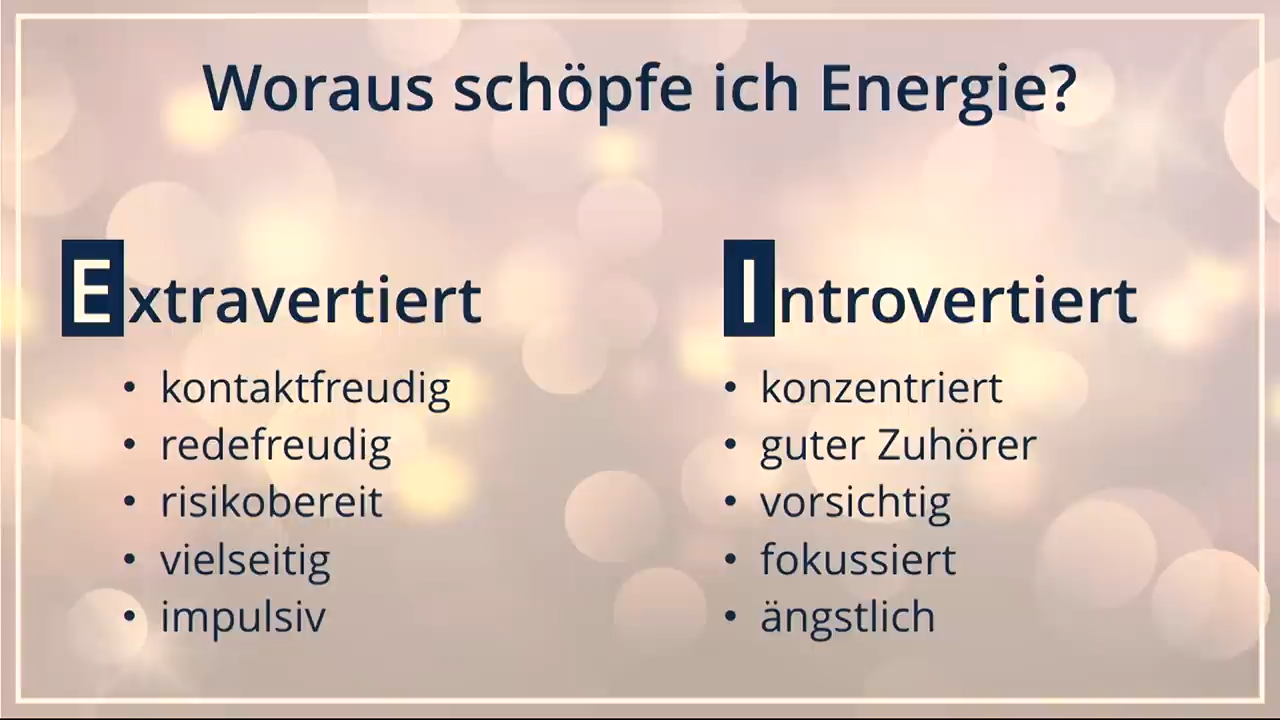 Woraus schöpfe ich Energie?
Extravertiert
• kontaktfreudig
• redefreudig
• risikobereit
• vielseitig
• impulsiv
Introvertiert
• konzentriert
• guter Zuhörer
• vorsichtig
• fokussiert
• ängstlich